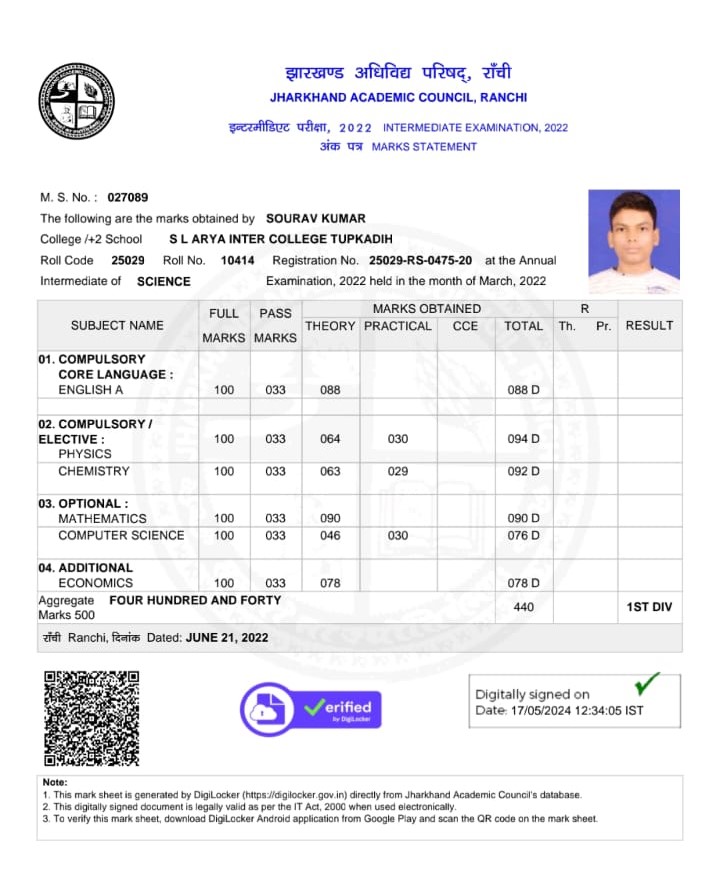 झारखण्ड अधिविद्य परिषद्, राँची
JHARKHAND ACADEMIC COUNCIL, RANCHI
इन्टरमीडिएट परीक्षा, 2022 INTERMEDIATE EXAMINATION, 2022
अंक पत्र MARKS STATEMENT
M. S. No. : 027089
The following are the marks obtained by SOURAV KUMAR
College /+2 School S L ARYA INTER COLLEGE TUPKADIH
Roll Code 25029 Roll No. 10414 Registration No. 25029-RS-0475-20 at the Annual
Intermediate of SCIENCE Examination, 2022 held in the month of March, 2022
SUBJECT NAME FULL MARKS PASS MARKS MARKS OBTAINED R RESULT
THEORY PRACTICAL CCE TOTAL Th. Pr.
01. COMPULSORY
CORE LANGUAGE :
ENGLISH A 100 033 088 088 D
02. COMPULSORY /
ELECTIVE :
PHYSICS 100 033 064 030 094 D
CHEMISTRY 100 033 063 029 092 D
03. OPTIONAL :
MATHEMATICS 100 033 090 090 D
COMPUTER SCIENCE 100 033 046 030 076 D
04. ADDITIONAL
ECONOMICS 100 033 078 078 D
Aggregate FOUR HUNDRED AND FORTY
Marks 500 440 1ST DIV
राँची Ranchi, दिनांक Dated: JUNE 21, 2022
Verified
by DigiLocker
Digitally signed on
Date: 17/05/2024 12:34:05 IST
Note:
1. This mark sheet is generated by DigiLocker (https://digilocker.gov.in) directly from Jharkhand Academic Council's database.
2. This digitally signed document is legally valid as per the IT Act, 2000 when used electronically.
3. To verify this mark sheet, download DigiLocker Android application from Google Play and scan the QR code on the mark sheet.